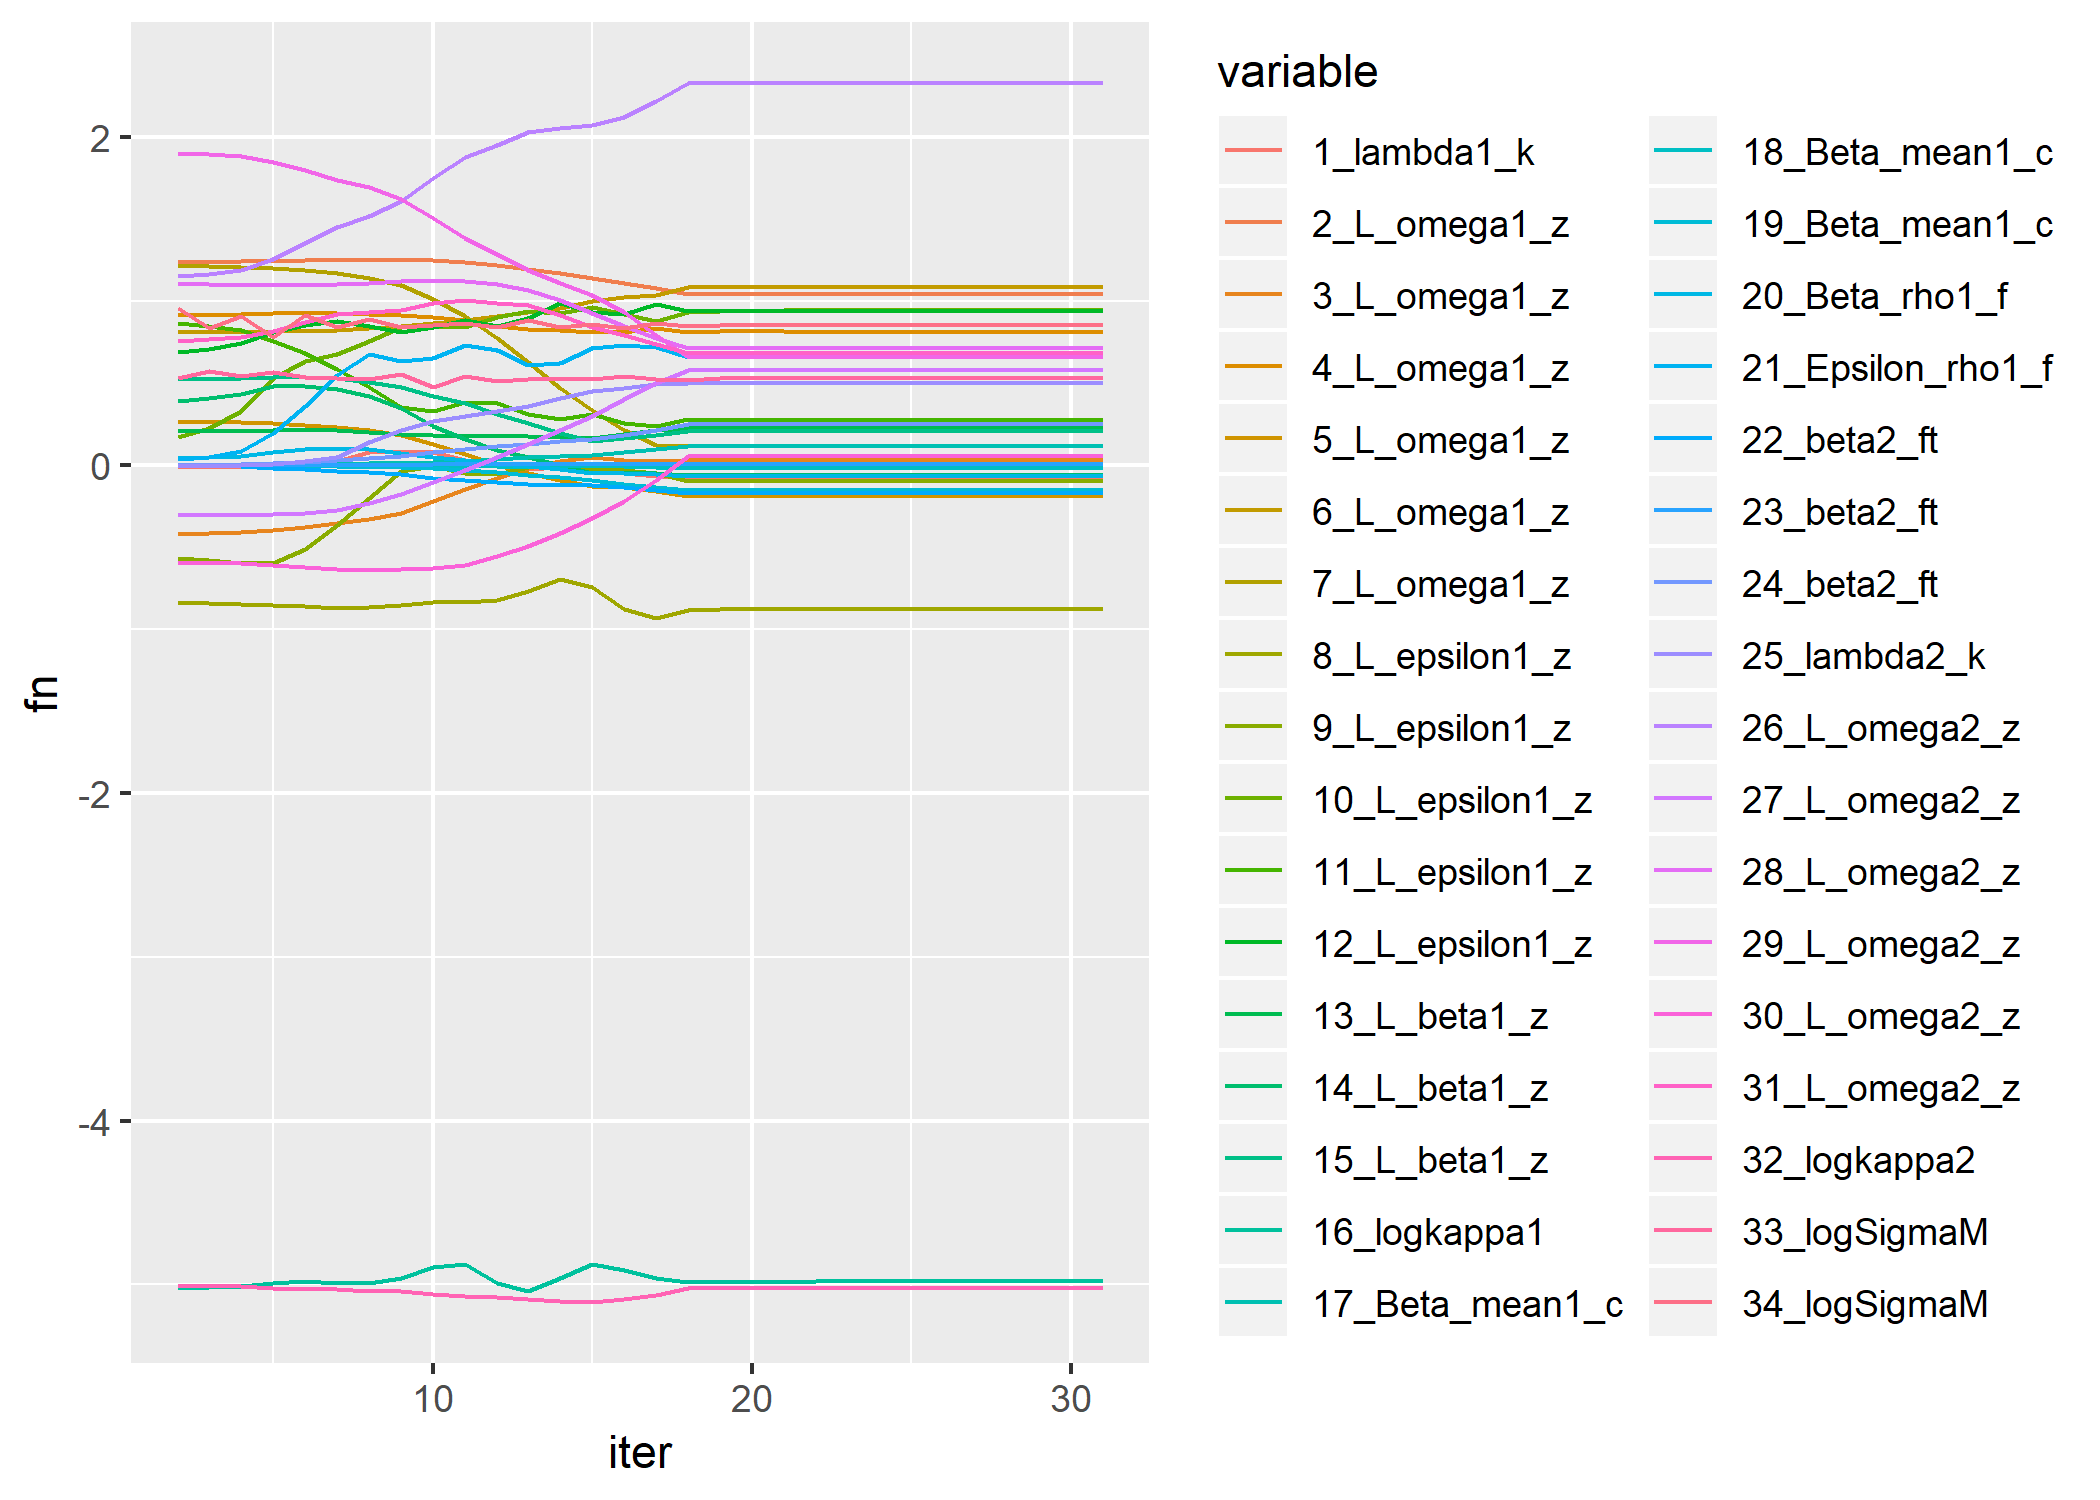 2
0
-2
-4
fn
10
20
30
iter
variable
1_lambda1_k
2_L_omega1_z
3_L_omega1_z
4_L_omega1_z
5_L_omega1_z
6_L_omega1_z
7_L_omega1_z
8_L_epsilon1_z
9_L_epsilon1_z
10_L_epsilon1_z
11_L_epsilon1_z
12_L_epsilon1_z
13_L_beta1_z
14_L_beta1_z
15_L_beta1_z
16_logkappa1
17_Beta_mean1_c
18_Beta_mean1_c
19_Beta_mean1_c
20_Beta_rho1_f
21_Epsilon_rho1_f
22_beta2_ft
23_beta2_ft
24_beta2_ft
25_lambda2_k
26_L_omega2_z
27_L_omega2_z
28_L_omega2_z
29_L_omega2_z
30_L_omega2_z
31_L_omega2_z
32_logkappa2
33_logSigmaM
34_logSigmaM